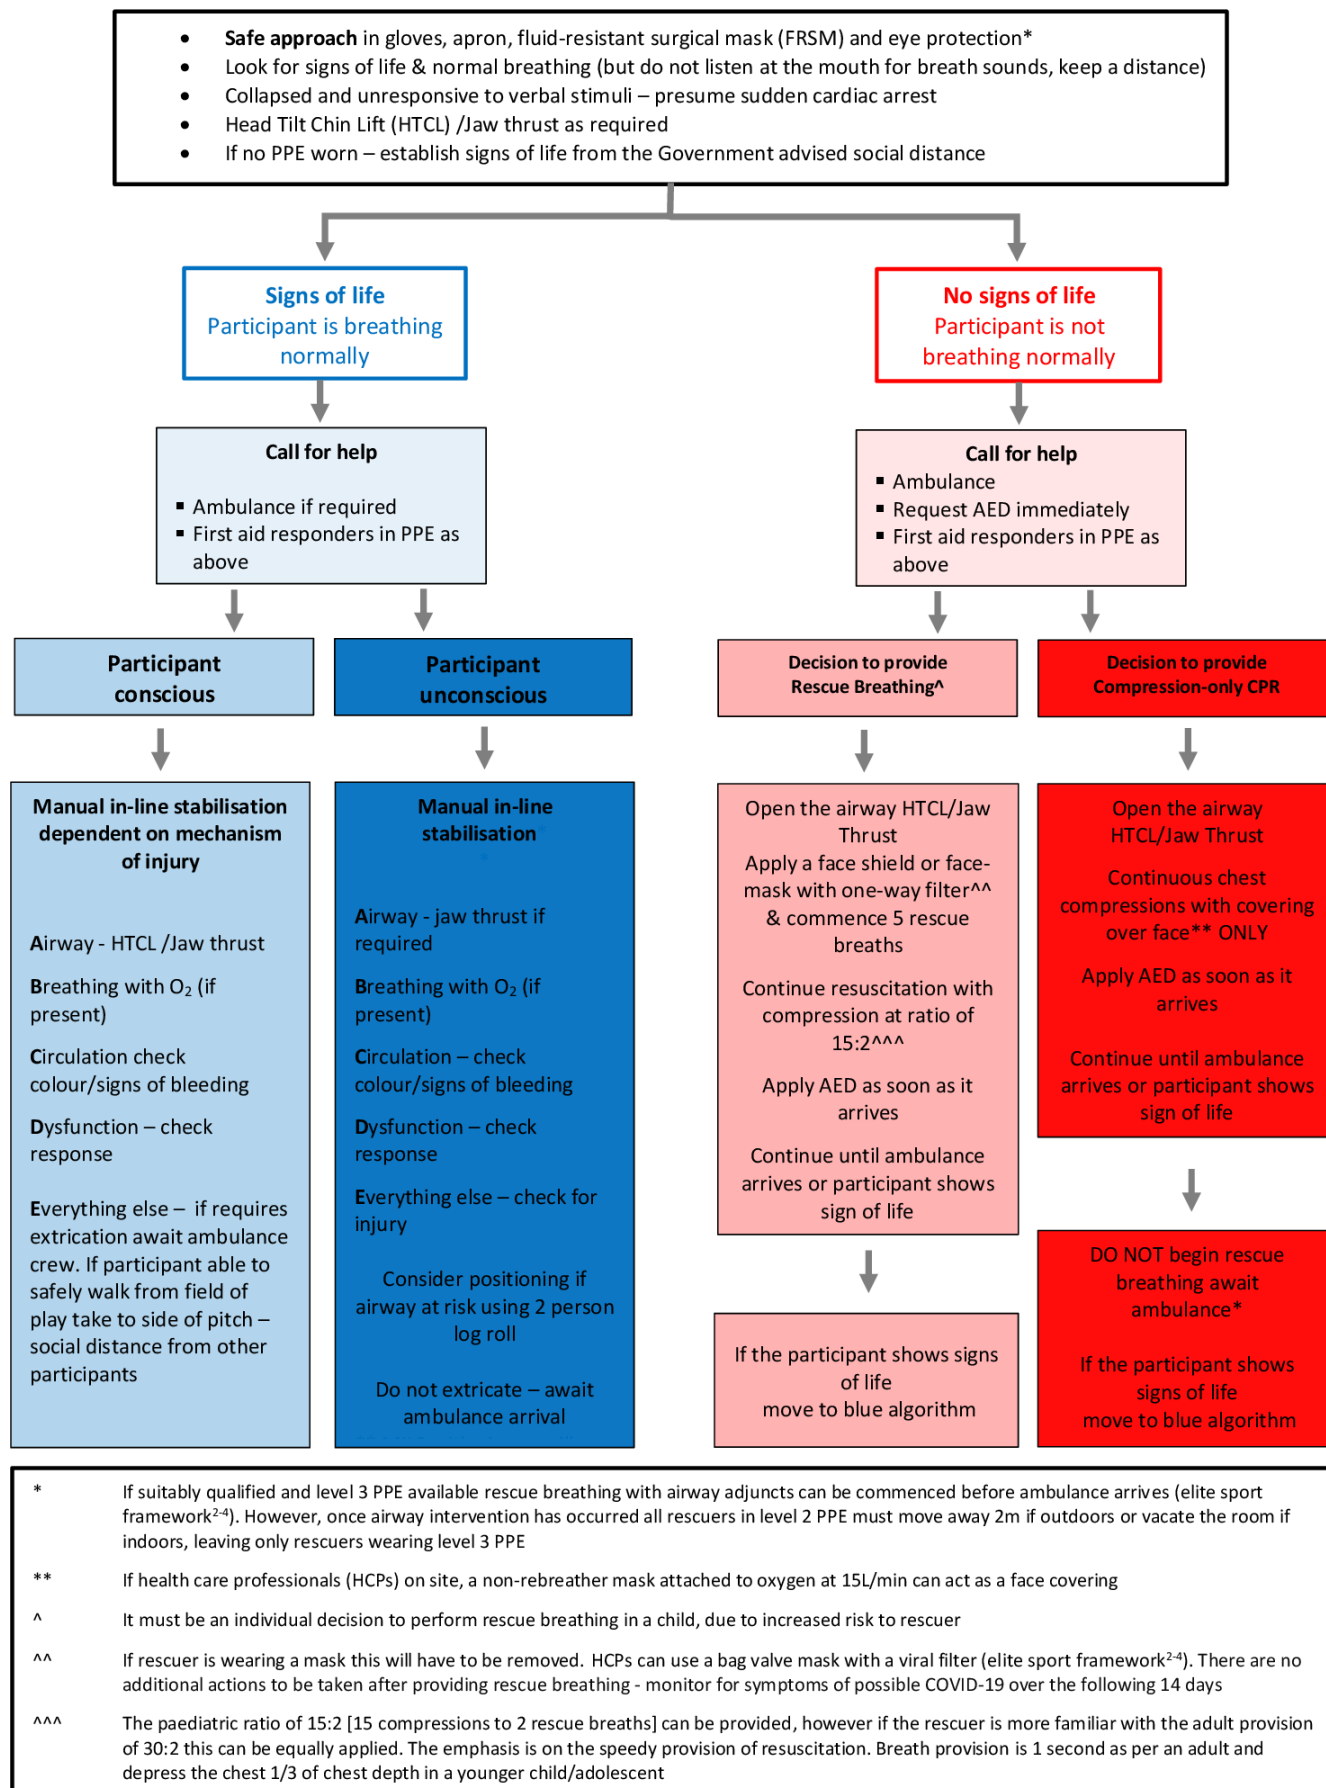 • Safe approach in gloves, apron, fluid-resistant surgical mask (FRSM) and eye protection*
• Look for signs of life & normal breathing (but do not listen at the mouth for breath sounds, keep a distance)
• Collapsed and unresponsive to verbal stimuli – presume sudden cardiac arrest
• Head Tilt Chin Lift (HTCL) /Jaw thrust as required
• If no PPE worn – establish signs of life from the Government advised social distance
Signs of life
Participant is breathing
normally
No signs of life
Participant is not
breathing normally
Call for help
▪ Ambulance if required
▪ First aid responders in PPE as
above
Call for help
▪ Ambulance
▪ Request AED immediately
▪ First aid responders in PPE as
above
Participant
conscious
Participant
unconscious
Decision to provide
Rescue Breathing^
Decision to provide
Compression-only CPR
Manual in-line stabilisation
dependent on mechanism
of injury
Airway - HTCL /Jaw thrust
Breathing with O₂ (if
present)
Circulation check
colour/signs of bleeding
Dysfunction – check
response
Everything else – if requires
extrication await ambulance
crew. If participant able to
safely walk from field of
play take to side of pitch –
social distance from other
participants
Manual in-line
stabilisation
Airway - jaw thrust if
required
Breathing with O₂ (if
present)
Circulation – check
colour/signs of bleeding
Dysfunction – check
response
Everything else – check for
injury
Consider positioning if
airway at risk using 2 person
log roll
Do not extricate – await
ambulance arrival
Open the airway HTCL/Jaw
Thrust
Apply a face shield or face-
mask with one-way filter^^
& commence 5 rescue
breaths
Continue resuscitation with
compression at ratio of
15:2^^^
Apply AED as soon as it
arrives
Continue until ambulance
arrives or participant shows
sign of life
If the participant shows signs
of life
move to blue algorithm
Open the airway
HTCL/Jaw Thrust
Continuous chest
compressions with covering
over face** ONLY
Apply AED as soon as it
arrives
Continue until ambulance
arrives or participant shows
sign of life
DO NOT begin rescue
breathing await
ambulance*
If the participant shows
signs of life
move to blue algorithm
* If suitably qualified and level 3 PPE available rescue breathing with airway adjuncts can be commenced before ambulance arrives (elite sport
framework²⁻⁴). However, once airway intervention has occurred all rescuers in level 2 PPE must move away 2m if outdoors or vacate the room if
indoors, leaving only rescuers wearing level 3 PPE
** If health care professionals (HCPs) on site, a non-rebreather mask attached to oxygen at 15L/min can act as a face covering
^ It must be an individual decision to perform rescue breathing in a child, due to increased risk to rescuer
^^ If rescuer is wearing a mask this will have to be removed. HCPs can use a bag valve mask with a viral filter (elite sport framework²⁻⁴). There are no
additional actions to be taken after providing rescue breathing - monitor for symptoms of possible COVID-19 over the following 14 days
^^^ The paediatric ratio of 15:2 [15 compressions to 2 rescue breaths] can be provided, however if the rescuer is more familiar with the adult provision
of 30:2 this can be equally applied. The emphasis is on the speedy provision of resuscitation. Breath provision is 1 second as per an adult and
depress the chest 1/3 of chest depth in a younger child/adolescent